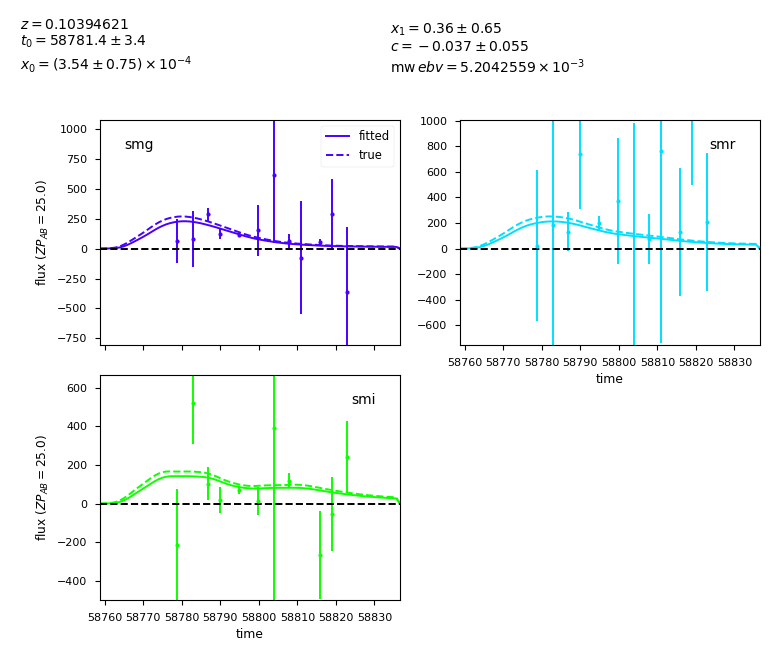 z = 0.10394621
t₀ = 58781.4 ± 3.4
x₀ = (3.54 ± 0.75) × 10⁻⁴
x₁ = 0.36 ± 0.65
c = −0.037 ± 0.055
mw ebv = 5.2042559 × 10⁻³
smg
fitted
true
1000
750
500
250
0
−250
−500
−750
flux (ZP_AB = 25.0)
smr
1000
800
600
400
200
0
−200
−400
−600
58760 58770 58780 58790 58800 58810 58820 58830
time
smi
600
400
200
0
−200
−400
flux (ZP_AB = 25.0)
58760 58770 58780 58790 58800 58810 58820 58830
time